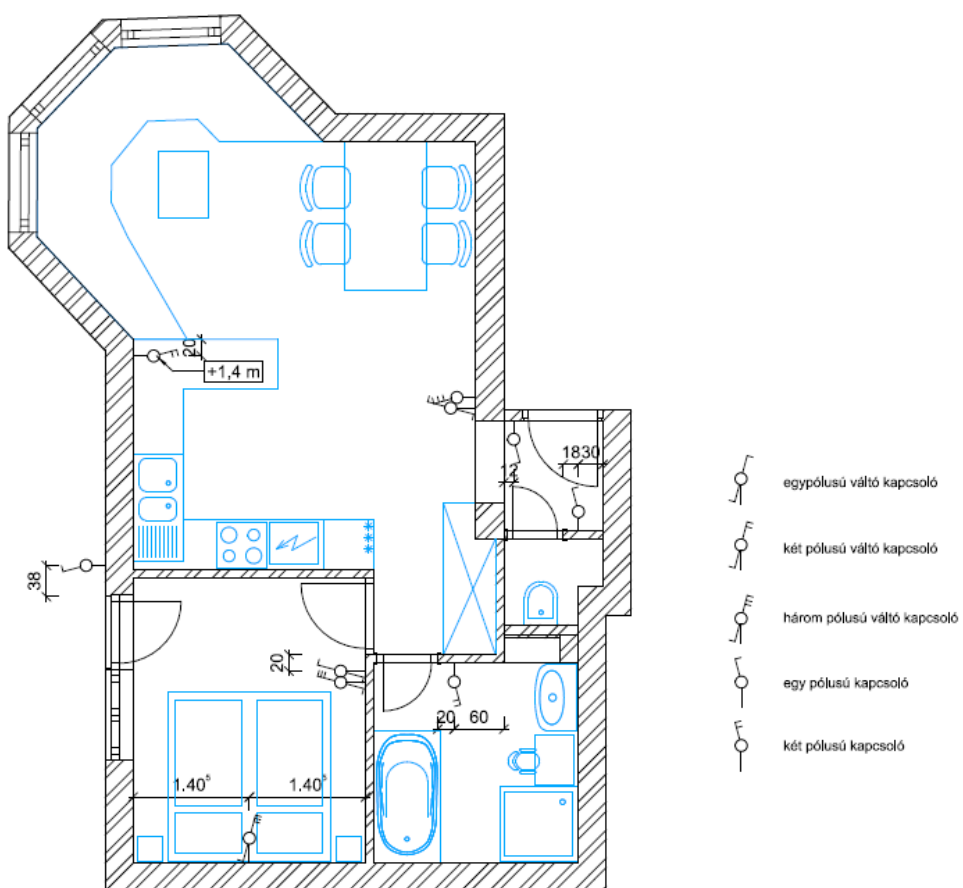 20
+1,4 m
1830
12
38
20
20 60
1.40⁵ 1.40⁵
egypólusú váltó kapcsoló
két pólusú váltó kapcsoló
három pólusú váltó kapcsoló
egy pólusú kapcsoló
két pólusú kapcsoló